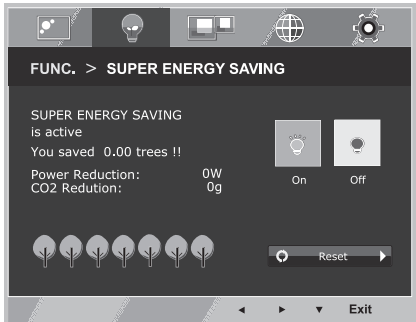 FUNC. > SUPER ENERGY SAVING
SUPER ENERGY SAVING
is active
You saved 0.00 trees !!
Power Reduction: 0W
CO2 Redution: 0g
On
Off
Reset
Exit